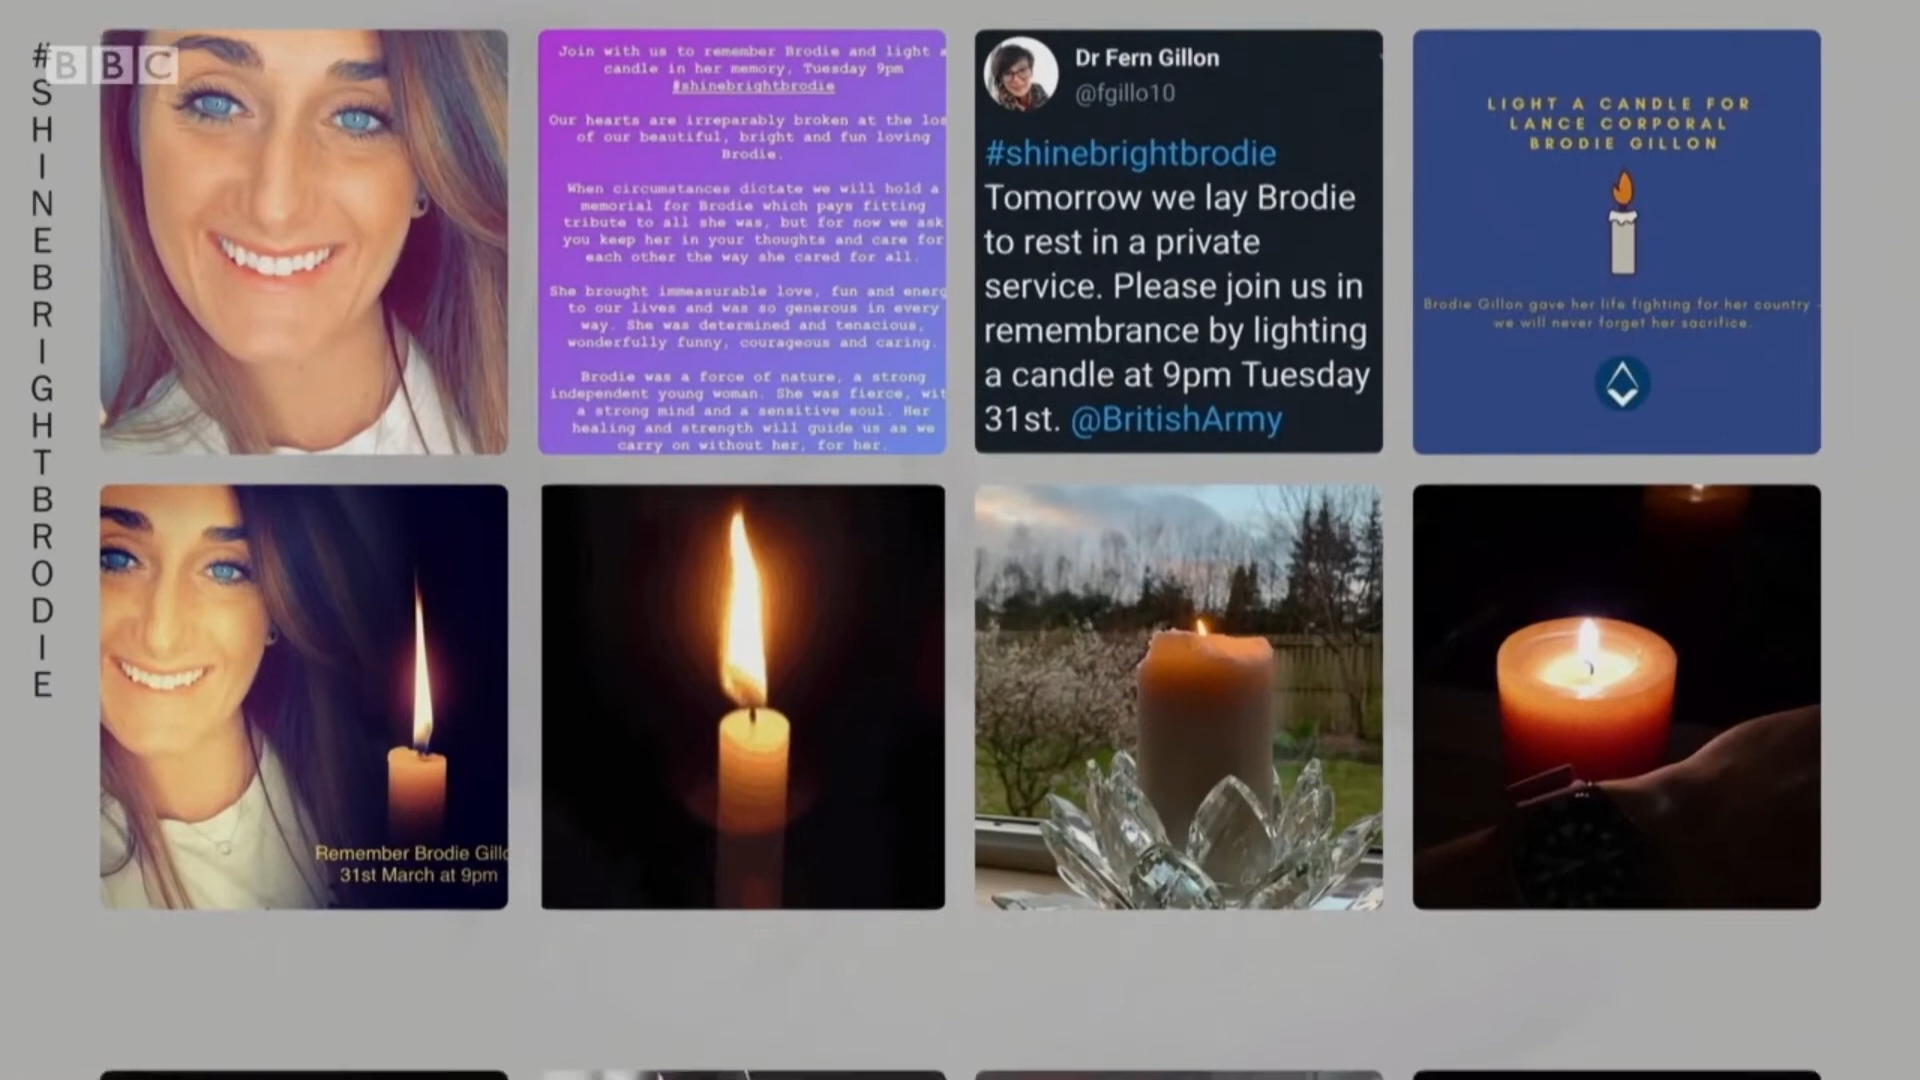 #SHINEBRIGHTBRODIE
BBC
Join with us to remember Brodie and light a
candle in her memory, Tuesday 9pm
#shinebrightbrodie
Our hearts are irreparably broken at the los
of our beautiful, bright and fun loving
Brodie.
When circumstances dictate we will hold a
memorial for Brodie which pays fitting
tribute to all she was, but for now we ask
you keep her in your thoughts and care for
each other the way she cared for all.
She brought immeasurable love, fun and energ
to our lives and was so generous in every
way. She was determined and tenacious,
wonderfully funny, courageous and caring.
Brodie was a force of nature, a strong
independent young woman. She was fierce, wit
a strong mind and a sensitive soul. Her
healing and strength will guide us as we
carry on without her, for her.
Dr Fern Gillon
@fgillo10
#shinebrightbrodie
Tomorrow we lay Brodie
to rest in a private
service. Please join us in
remembrance by lighting
a candle at 9pm Tuesday
31st. @BritishArmy
LIGHT A CANDLE FOR
LANCE CORPORAL
BRODIE GILLON
Brodie Gillon gave her life fighting for her country -
we will never forget her sacrifice.
Remember Brodie Gillo
31st March at 9pm